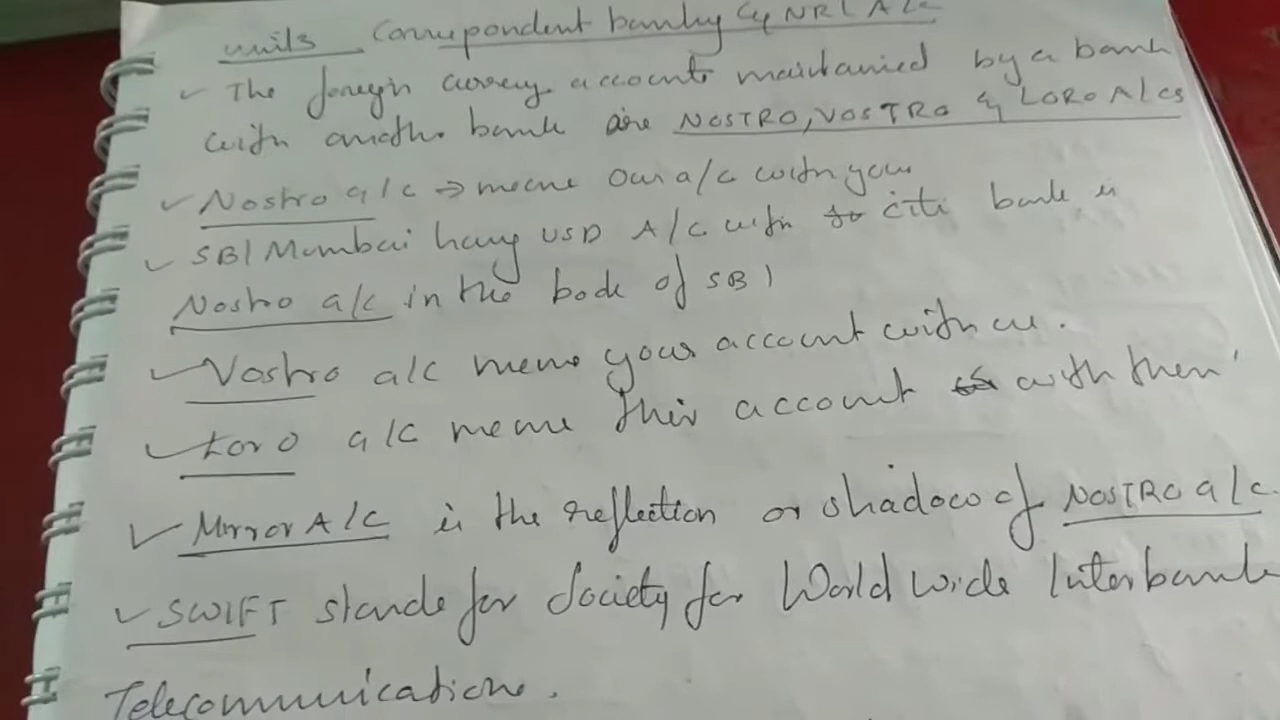 unit3 Correspondent banking & NRI A/c
The foreign currency accounts maintained by a bank
with another bank are NOSTRO, VOSTRO & LORO A/cs
Nostro a/c → means Our a/c with you
SBI Mumbai having USD A/c with citi bank is
Nostro a/c in the book of SBI
Vostro a/c means your account with us.
Loro a/c means their account with them'
Mirror A/C is the reflection or shadow of NOSTRO a/c.
SWIFT stands for Society for World wide Interbank
Telecommunications.